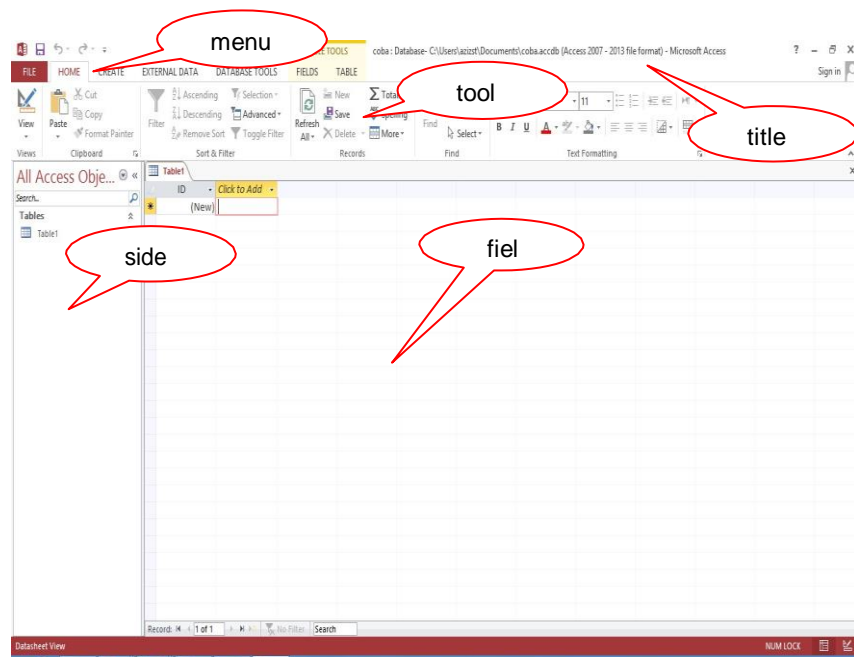 menu
TOOLS coba : Database- C:\Users\azizst\Documents\coba.accdb (Access 2007 - 2013 file format) - Microsoft Access ?
FILE HOME CREATE EXTERNAL DATA DATABASE TOOLS FIELDS TABLE Sign in
tool
title
View
Paste
Cut
Copy
Format Painter
Filter
Ascending
Descending
Remove Sort
Selection
Advanced
Toggle Filter
Refresh
All
New
Save
Delete
More
Find
Select
11
B I U A
Views Clipboard Sort & Filter Records Find Text Formatting
All Access Obje... «
Search..
Tables
Table1
Table1
ID Click to Add
(New)
side
fiel
Record: 1 of 1 No Filter Search
Datasheet View NUM LOCK